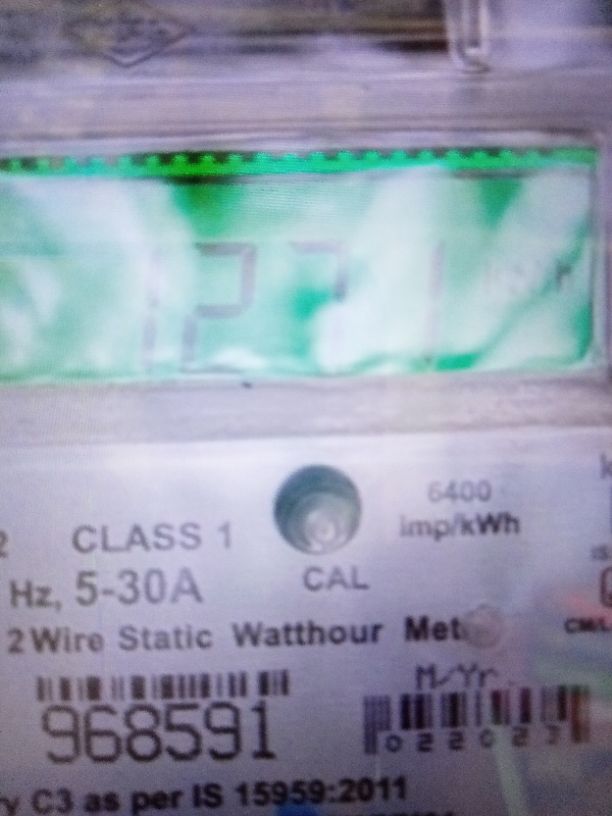 1271
CLASS 1
6400
imp/kWh
Hz, 5-30A
CAL
2 Wire Static Watthour
M/Yr.
968591
022023
C3 as per IS 15959:2011